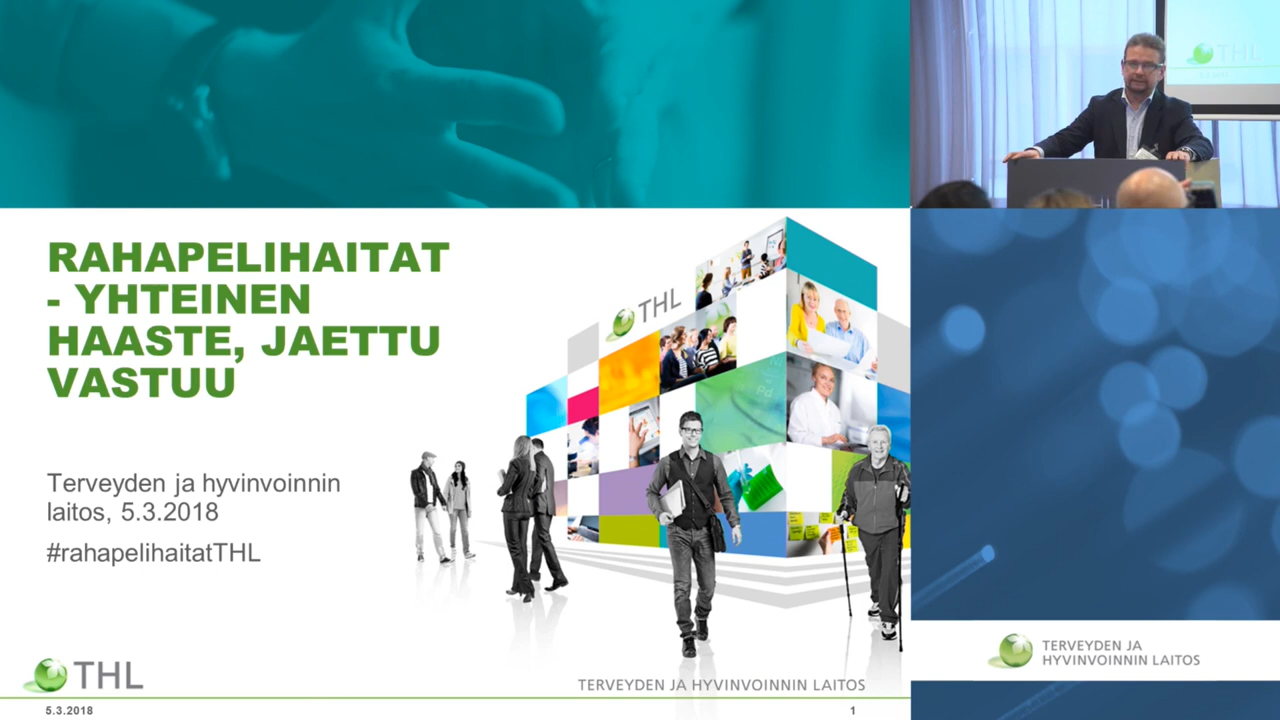 THL
RAHAPELIHAITAT
- YHTEINEN
HAASTE, JAETTU
VASTUU
THL
Terveyden ja hyvinvoinnin
laitos, 5.3.2018
#rahapelihaitatTHL
THL
TERVEYDEN JA HYVINVOINNIN LAITOS
5.3.2018
1
TERVEYDEN JA
HYVINVOINNIN LAITOS